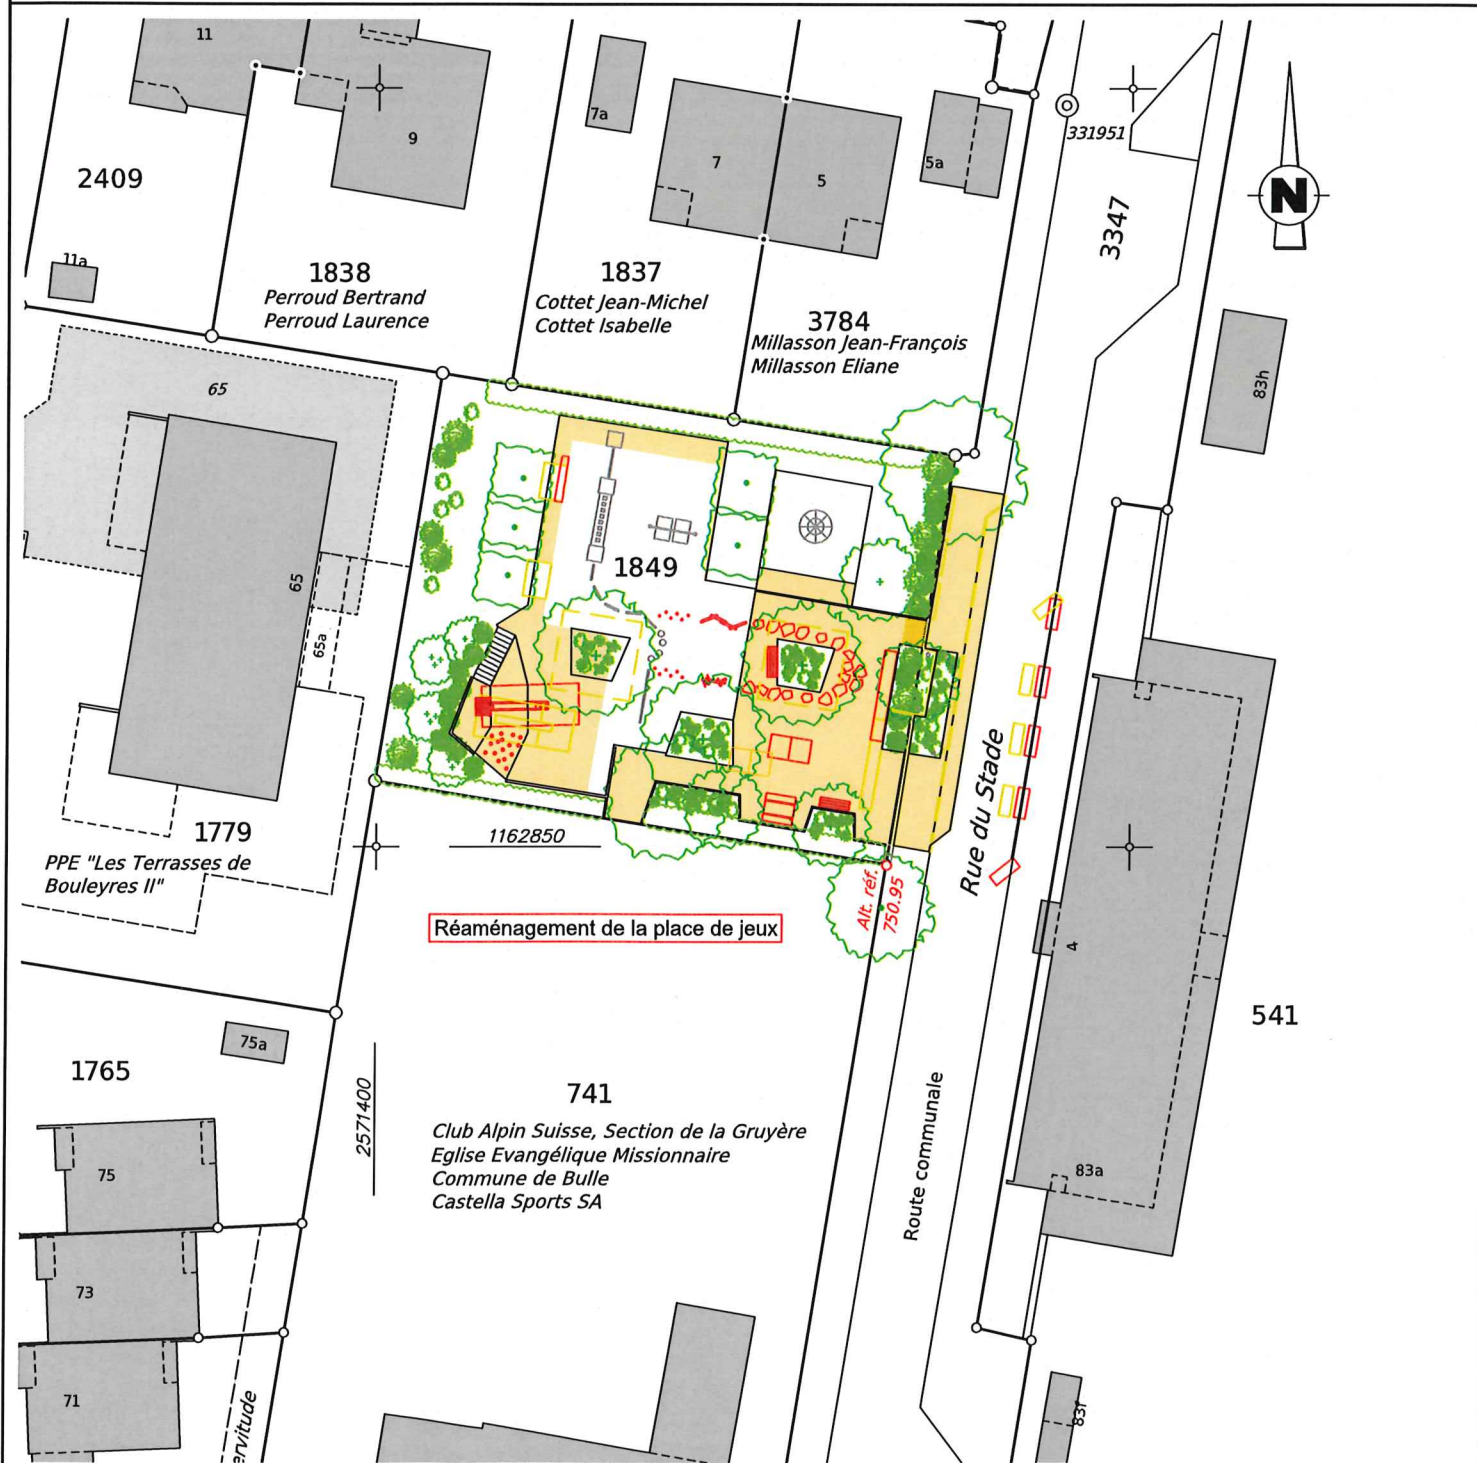 11
9
7a
7
5
5a
331951
N
2409
3347
11a
1838
Perroud Bertrand
Perroud Laurence
1837
Cottet Jean-Michel
Cottet Isabelle
3784
Millasson Jean-François
Millasson Eliane
83h
65
65
65a
1849
1779
PPE "Les Terrasses de
Bouleyres II"
1162850
Rue du Stade
Alt. réf.
750.95
Réaménagement de la place de jeux
4
541
75a
1765
2571400
741
Club Alpin Suisse, Section de la Gruyère
Eglise Evangélique Missionnaire
Commune de Bulle
Castella Sports SA
Route communale
83a
75
73
71
ervitude
83f